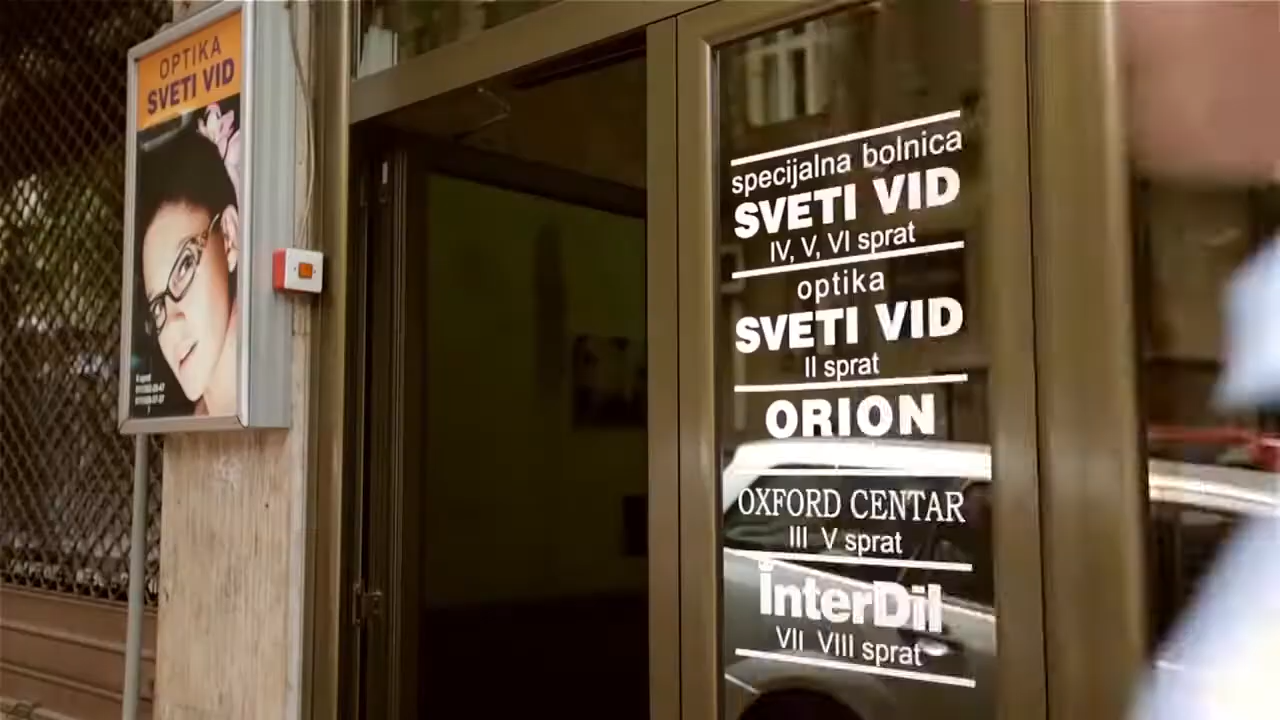 OPTIKA
SVETI VID
specijalna bolnica
SVETI VID
IV, V, VI sprat
optika
SVETI VID
II sprat
ORION
OXFORD CENTAR
III V sprat
InterDil
VII VIII sprat